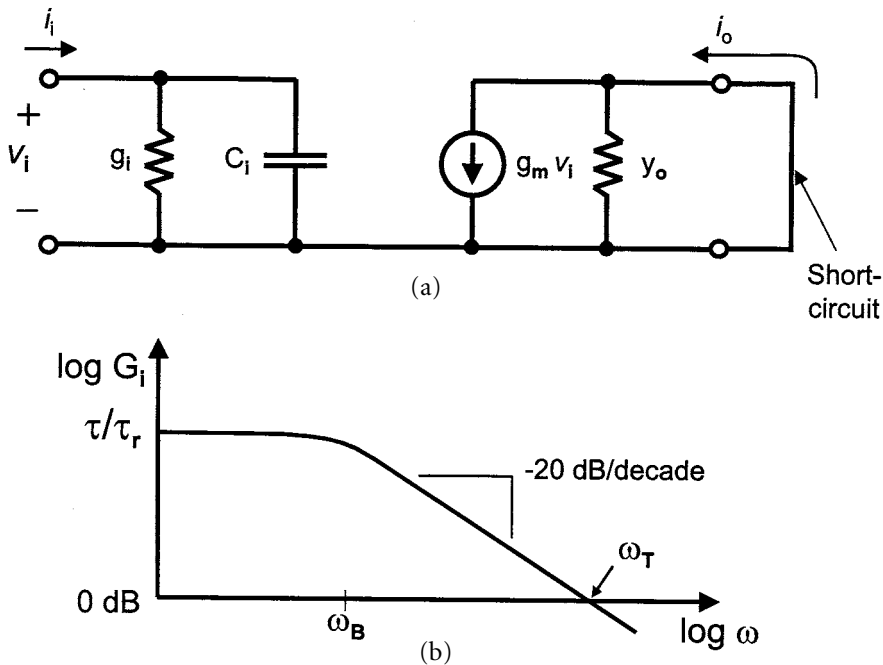 i_i
i_o
+
v_i
−
g_i
C_i
g_m v_i
y_o
Short-
circuit
(a)
log G_i
τ/τ_r
-20 dB/decade
ω_T
0 dB
ω_B
log ω
(b)